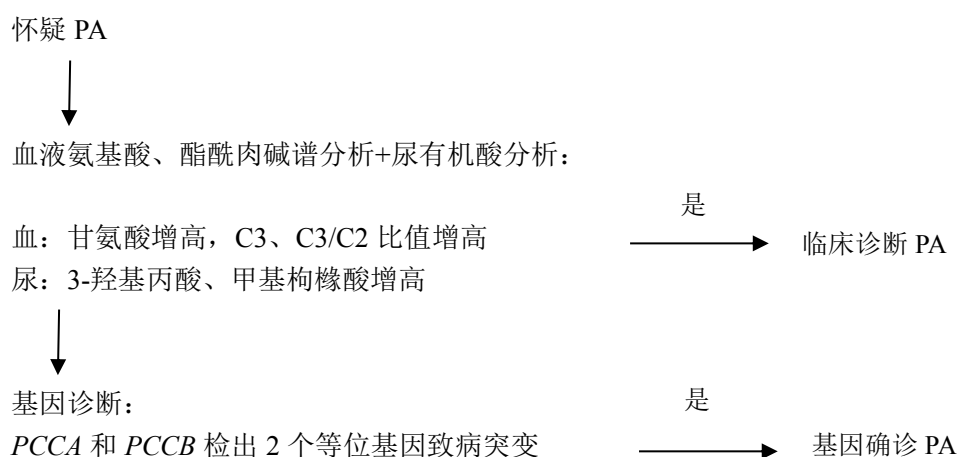 怀疑 PA
血液氨基酸、酯酰肉碱谱分析+尿有机酸分析：
是
血：甘氨酸增高，C3、C3/C2 比值增高
临床诊断 PA
尿：3-羟基丙酸、甲基枸橼酸增高
基因诊断：
是
PCCA 和 PCCB 检出 2 个等位基因致病突变
基因确诊 PA